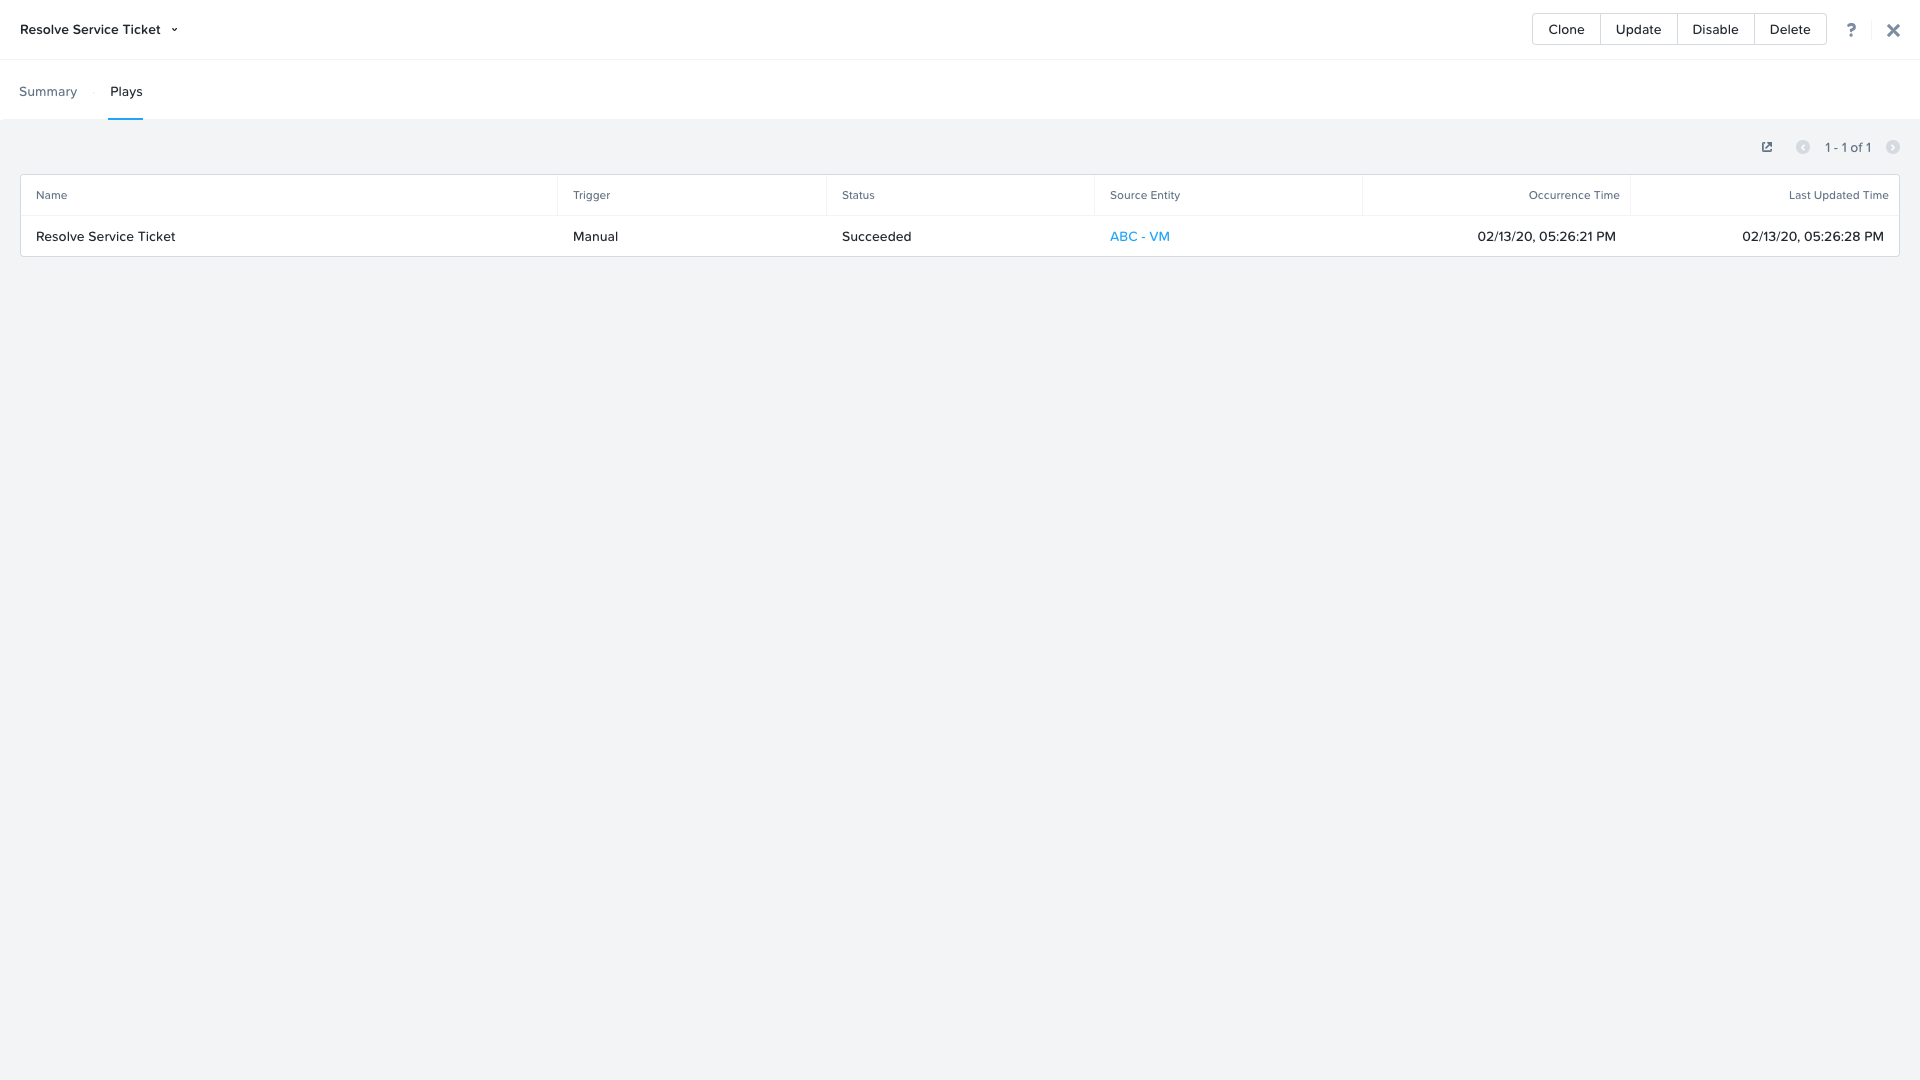 Resolve Service Ticket
Clone Update Disable Delete ?
Summary Plays
1 - 1 of 1
Name Trigger Status Source Entity Occurrence Time Last Updated Time
Resolve Service Ticket Manual Succeeded ABC - VM 02/13/20, 05:26:21 PM 02/13/20, 05:26:28 PM